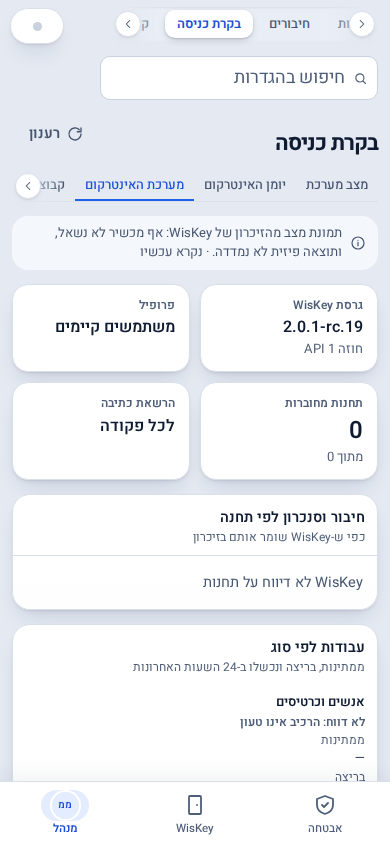 חיבורים
בקרת כניסה
חיפוש בהגדרות
בקרת כניסה
רענון
מצב מערכת
יומן האינטרקום
מערכת האינטרקום
תמונת מצב מהזיכרון של WisKey: אף מכשיר לא נשאל,
ותוצאה פיזית לא נמדדה. · נקרא עכשיו
גרסת WisKey
2.0.1-rc.19
חוזה API 1
פרופיל
משתמשים קיימים
תחנות מחוברות
0
מתוך 0
הרשאת כתיבה
לכל פקודה
חיבור וסנכרון לפי תחנה
כפי ש-WisKey שומר אותם בזיכרון
WisKey לא דיווח על תחנות
עבודות לפי סוג
ממתינות, בריצה ונכשלו ב-24 השעות האחרונות
אנשים וכרטיסים
לא דווח: הרכיב אינו טעון
ממתינות
—
בריצה
אבטחה
WisKey
ממ
מנהל